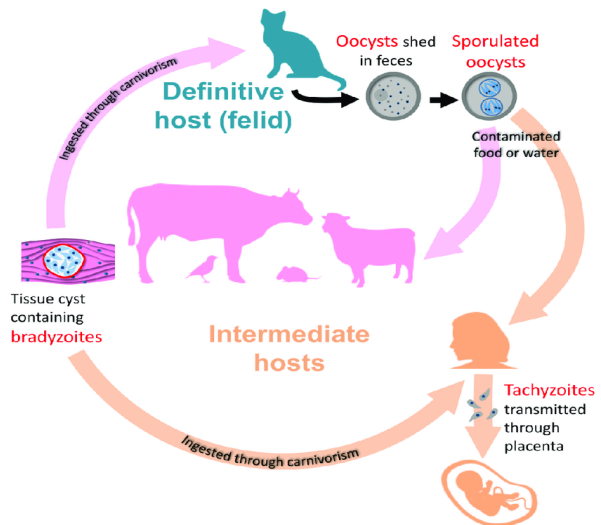 Ingested through carnivorism
Definitive
host (felid)
Oocysts shed
in feces
Sporulated
oocysts
Contaminated
food or water
Tissue cyst
containing
bradyzoites
Intermediate
hosts
Tachyzoites
transmitted
through
placenta
Ingested through carnivorism